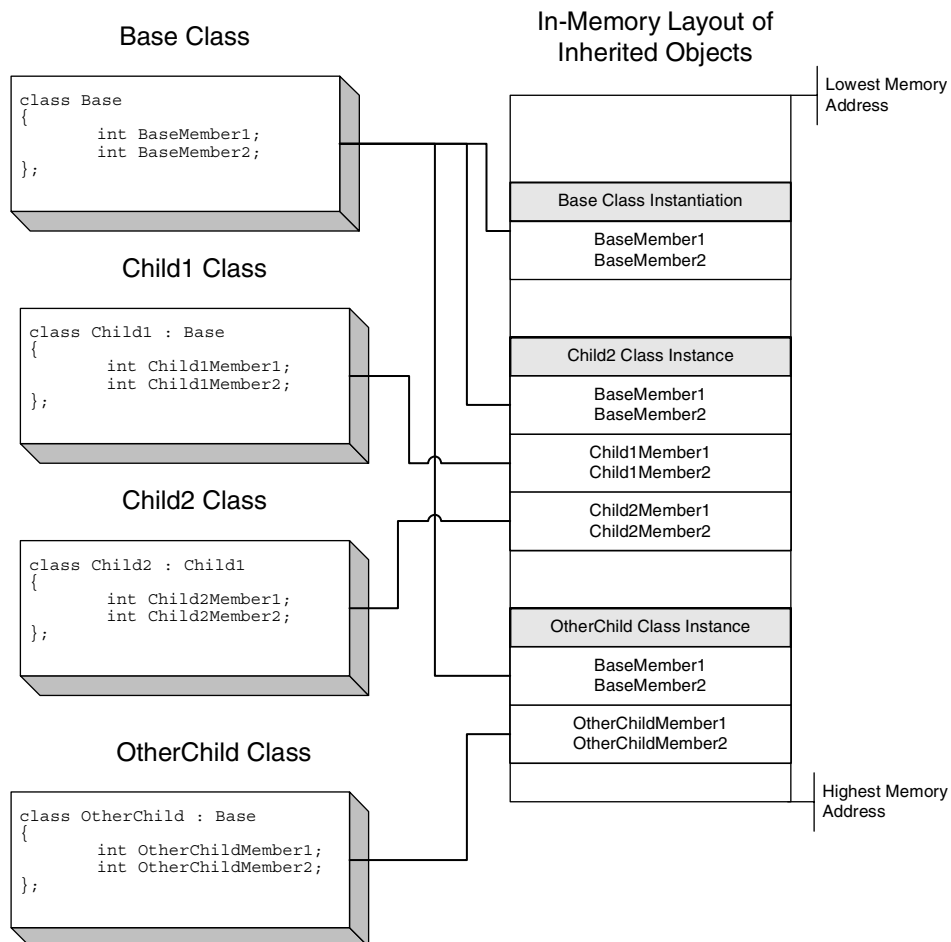 Base Class
class Base
{
int BaseMember1;
int BaseMember2;
};
Child1 Class
class Child1 : Base
{
int Child1Member1;
int Child1Member2;
};
Child2 Class
class Child2 : Child1
{
int Child2Member1;
int Child2Member2;
};
OtherChild Class
class OtherChild : Base
{
int OtherChildMember1;
int OtherChildMember2;
};
In-Memory Layout of
Inherited Objects
Lowest Memory
Address
Base Class Instantiation
BaseMember1
BaseMember2
Child2 Class Instance
BaseMember1
BaseMember2
Child1Member1
Child1Member2
Child2Member1
Child2Member2
OtherChild Class Instance
BaseMember1
BaseMember2
OtherChildMember1
OtherChildMember2
Highest Memory
Address